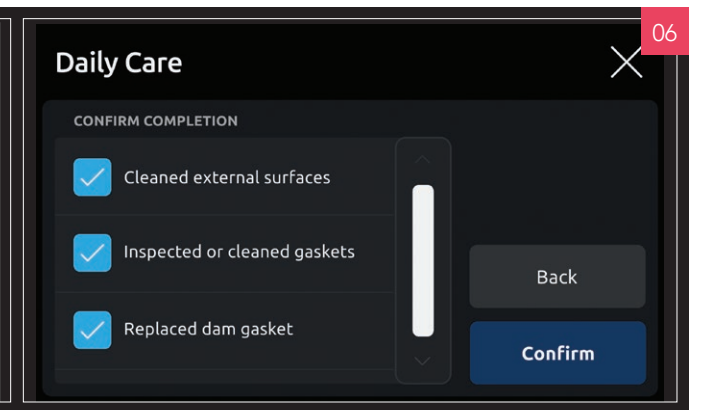 06
Daily Care
CONFIRM COMPLETION
Cleaned external surfaces
Inspected or cleaned gaskets
Replaced dam gasket
Back
Confirm